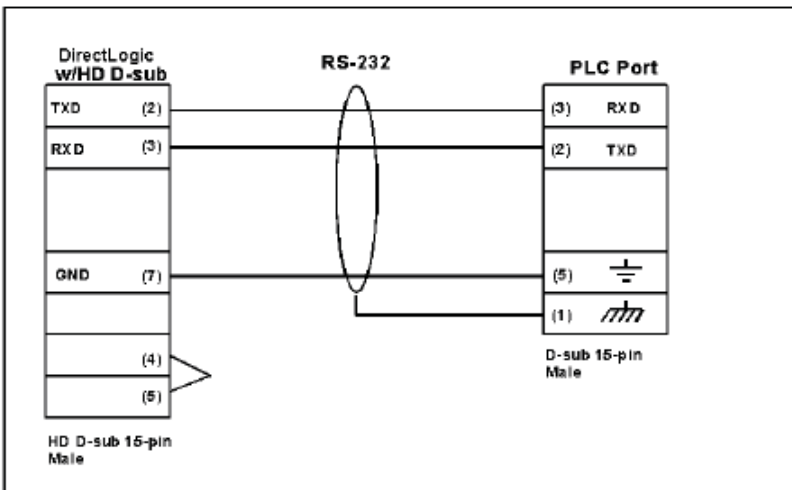 DirectLogic
w/HD D-sub
RS-232
PLC Port
TXD (2)
(3) RXD
RXD (3)
(2) TXD
GND (7)
(5)
(1)
(4)
(5)
D-sub 15-pin
Male
HD D-sub 15-pin
Male